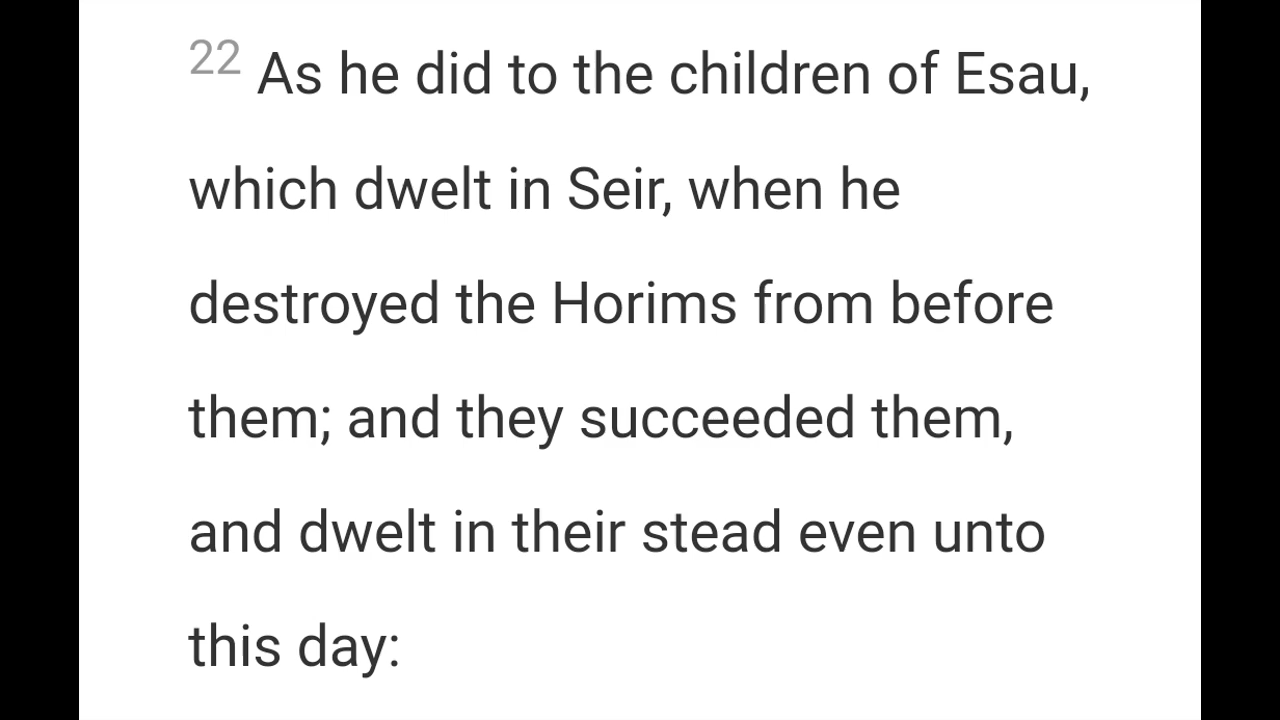 22 As he did to the children of Esau,
which dwelt in Seir, when he
destroyed the Horims from before
them; and they succeeded them,
and dwelt in their stead even unto
this day: